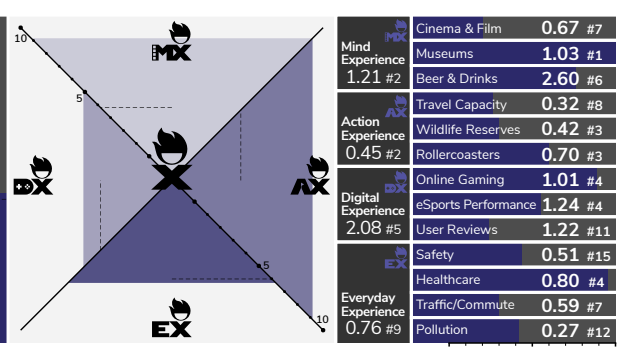 10
5
MX
DX
X
AX
EX
5
10
MX
Mind
Experience
1.21 #2
AX
Action
Experience
0.45 #2
DX
Digital
Experience
2.08 #5
EX
Everyday
Experience
0.76 #9
Cinema & Film 0.67 #7
Museums 1.03 #1
Beer & Drinks 2.60 #6
Travel Capacity 0.32 #8
Wildlife Reserves 0.42 #3
Rollercoasters 0.70 #3
Online Gaming 1.01 #4
eSports Performance 1.24 #4
User Reviews 1.22 #11
Safety 0.51 #15
Healthcare 0.80 #4
Traffic/Commute 0.59 #7
Pollution 0.27 #12